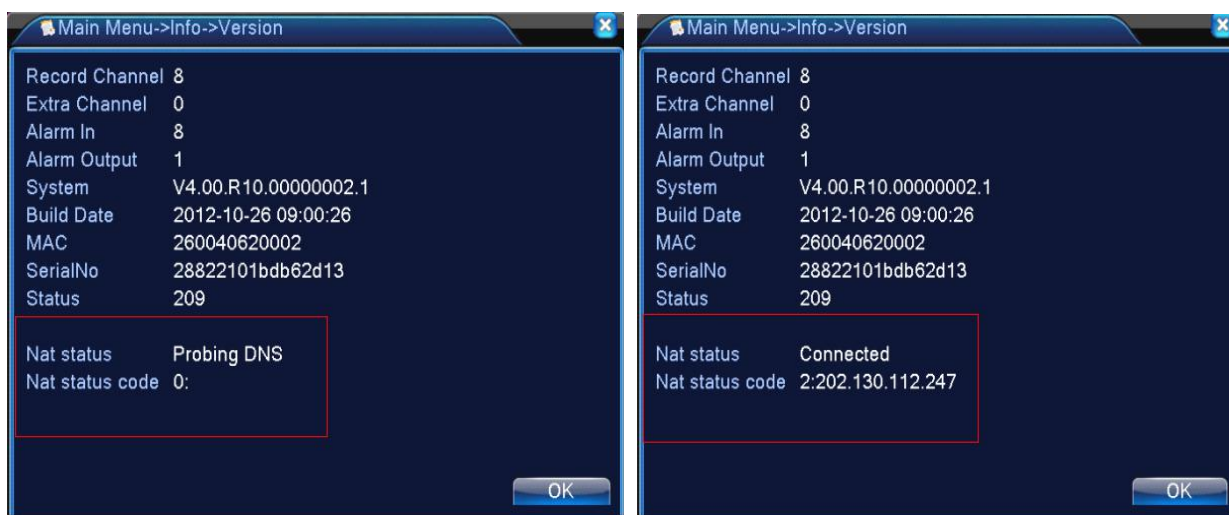 Main Menu->Info->Version
Record Channel 8
Extra Channel 0
Alarm In 8
Alarm Output 1
System V4.00.R10.00000002.1
Build Date 2012-10-26 09:00:26
MAC 260040620002
SerialNo 28822101bdb62d13
Status 209
Nat status Probing DNS
Nat status code 0:
OK
Main Menu->Info->Version
Record Channel 8
Extra Channel 0
Alarm In 8
Alarm Output 1
System V4.00.R10.00000002.1
Build Date 2012-10-26 09:00:26
MAC 260040620002
SerialNo 28822101bdb62d13
Status 209
Nat status Connected
Nat status code 2:202.130.112.247
OK